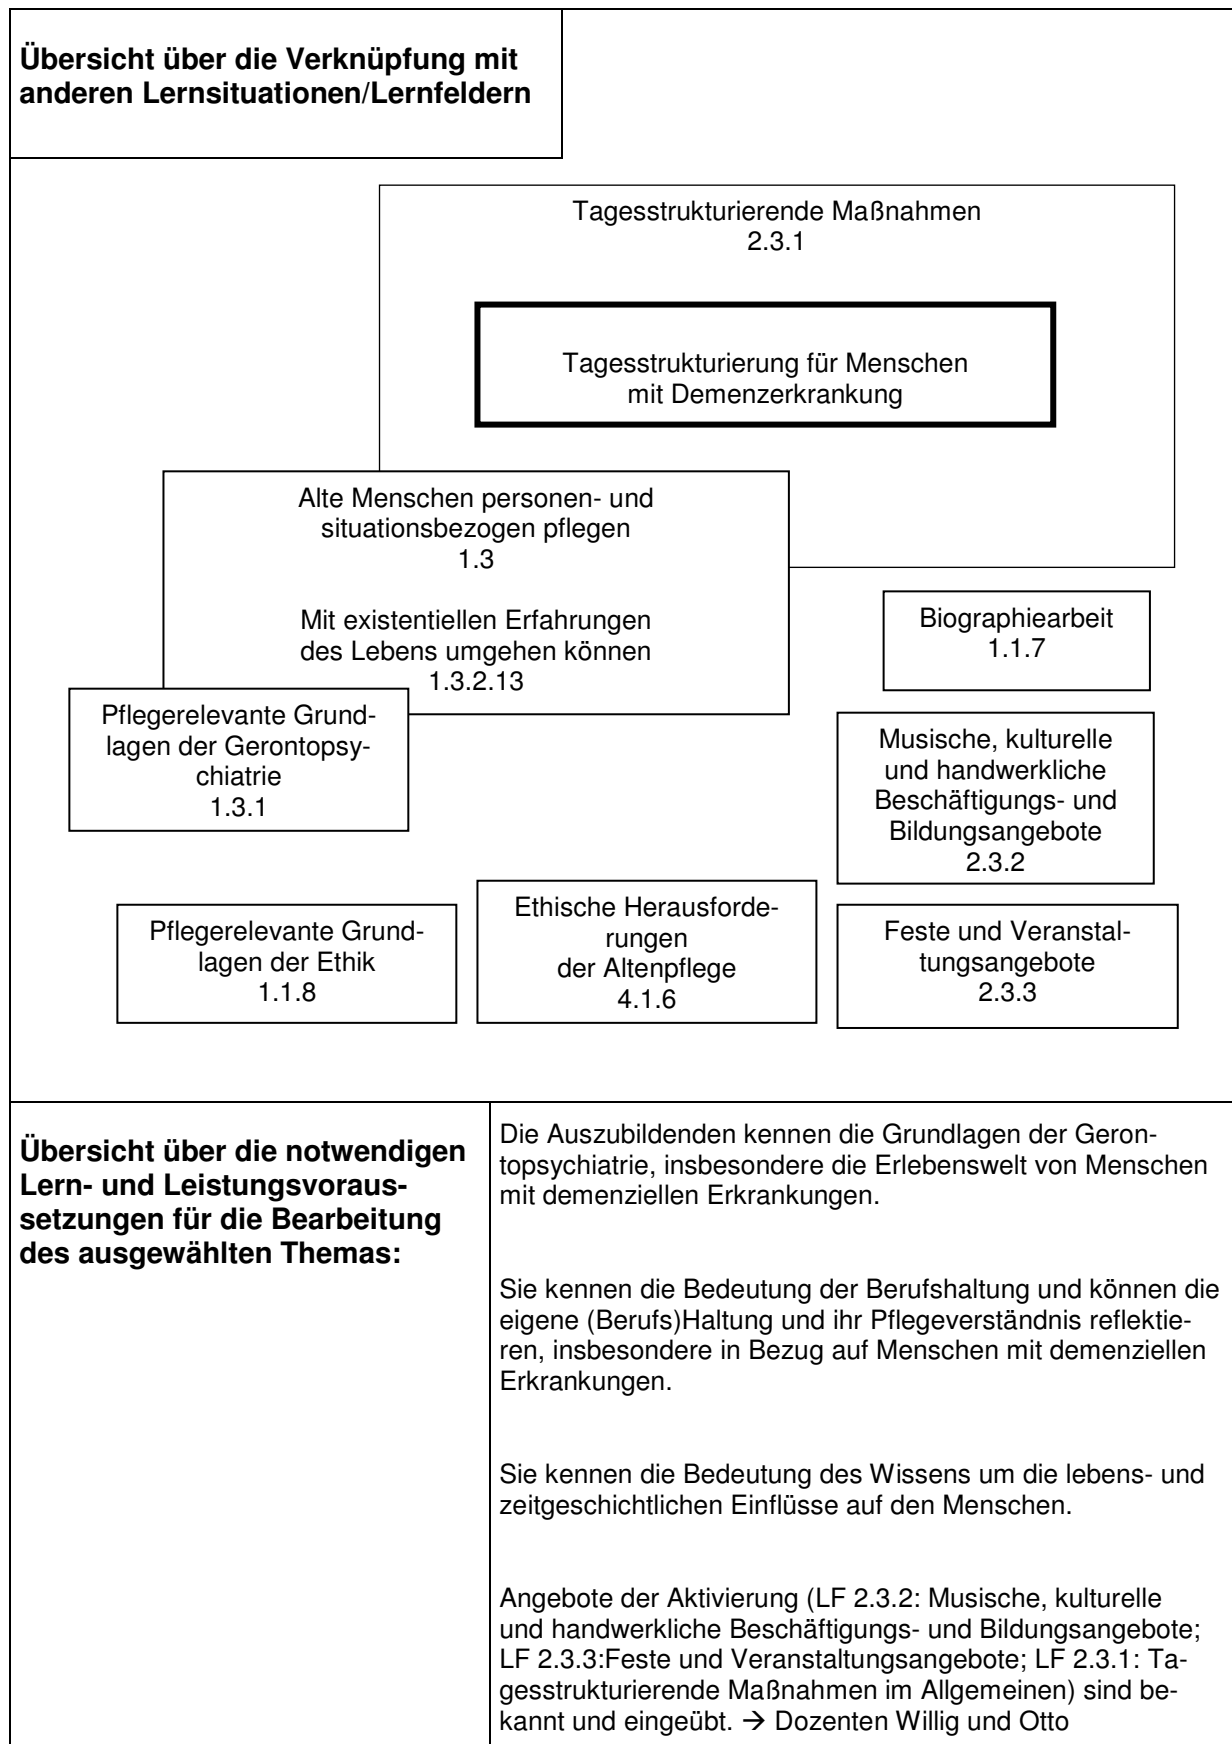 Übersicht über die Verknüpfung mit
anderen Lernsituationen/Lernfeldern
Tagesstrukturierende Maßnahmen
2.3.1
Tagesstrukturierung für Menschen
mit Demenzerkrankung
Alte Menschen personen- und
situationsbezogen pflegen
1.3
Mit existentiellen Erfahrungen
des Lebens umgehen können
1.3.2.13
Biographiearbeit
1.1.7
Pflegerelevante Grund-
lagen der Gerontopsy-
chiatrie
1.3.1
Musische, kulturelle
und handwerkliche
Beschäftigungs- und
Bildungsangebote
2.3.2
Pflegerelevante Grund-
lagen der Ethik
1.1.8
Ethische Herausforde-
rungen
der Altenpflege
4.1.6
Feste und Veranstal-
tungsangebote
2.3.3
Übersicht über die notwendigen
Lern- und Leistungsvoraus-
setzungen für die Bearbeitung
des ausgewählten Themas:
Die Auszubildenden kennen die Grundlagen der Geron-
topsychiatrie, insbesondere die Erlebenswelt von Menschen
mit demenziellen Erkrankungen.
Sie kennen die Bedeutung der Berufshaltung und können die
eigene (Berufs)Haltung und ihr Pflegeverständnis reflektie-
ren, insbesondere in Bezug auf Menschen mit demenziellen
Erkrankungen.
Sie kennen die Bedeutung des Wissens um die lebens- und
zeitgeschichtlichen Einflüsse auf den Menschen.
Angebote der Aktivierung (LF 2.3.2: Musische, kulturelle
und handwerkliche Beschäftigungs- und Bildungsangebote;
LF 2.3.3:Feste und Veranstaltungsangebote; LF 2.3.1: Ta-
gesstrukturierende Maßnahmen im Allgemeinen) sind be-
kannt und eingeübt. → Dozenten Willig und Otto